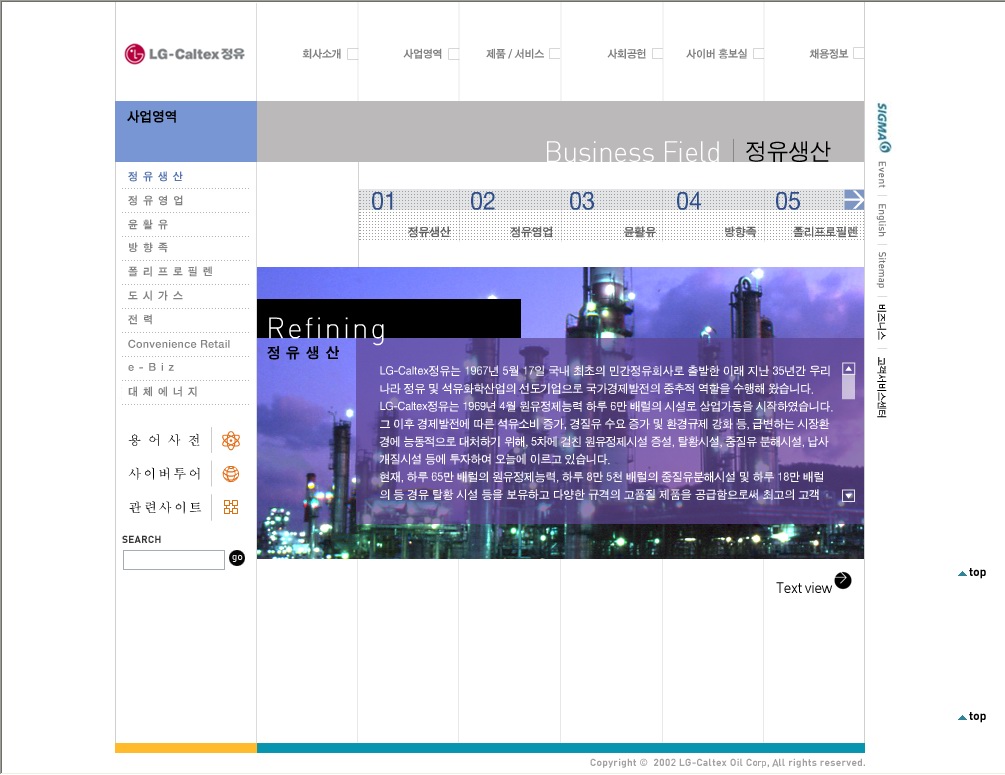 LG-Caltex정유
회사소개
사업영역
제품 / 서비스
사회공헌
사이버 홍보실
채용정보
사업영역
Business Field
정유생산
정유생산
정유영업
윤활유
방향족
폴리프로필렌
도시가스
전력
Convenience Retail
e-Biz
대체에너지
용어사전
사이버투어
관련사이트
SEARCH
go
01 정유생산
02 정유영업
03 윤활유
04 방향족
05 폴리프로필렌
Refining
정유생산
LG-Caltex정유는 1967년 5월 17일 국내 최초의 민간정유회사로 출발한 이래 지난 35년간 우리
나라 정유 및 석유화학산업의 선도기업으로 국가경제발전의 중추적 역할을 수행해 왔습니다.
LG-Caltex정유는 1969년 4월 원유정제능력 하루 6만 배럴의 시설로 상업가동을 시작하였습니다.
그 이후 경제발전에 따른 석유소비 증가, 경질유 수요 증가 및 환경규제 강화 등, 급변하는 시장환
경에 능동적으로 대처하기 위해, 5차에 걸친 원유정제시설 증설, 탈황시설, 중질유 분해시설, 납사
개질시설 등에 투자하여 오늘에 이르고 있습니다.
현재, 하루 65만 배럴의 원유정제능력, 하루 8만 5천 배럴의 중질유분해시설 및 하루 18만 배럴
의 등 경유 탈황 시설 등을 보유하고 다양한 규격의 고품질 제품을 공급함으로써 최고의 고객
Text view
SIGMA6
Event
English
Sitemap
비즈니스
고객서비스센터
top
top
Copyright © 2002 LG-Caltex Oil Corp, All rights reserved.